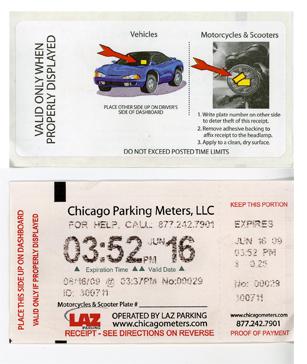 VALID ONLY WHEN
PROPERLY DISPLAYED
Vehicles
Motorcycles & Scooters
PLACE OTHER SIDE UP ON DRIVER'S
SIDE OF DASHBOARD
1. Write plate number on other side
to deter theft of this receipt.
2. Remove adhesive backing to
affix receipt to the headlamp.
3. Apply to a clean, dry surface.
DO NOT EXCEED POSTED TIME LIMITS
PLACE THIS SIDE UP ON DASHBOARD
VALID ONLY IF PROPERLY DISPLAYED
Chicago Parking Meters, LLC
FOR HELP, CALL: 877.242.7901
03:52 PM JUN 16
Expiration Time Valid Date
06/16/09 @ 03:37PM No:00029
ID: 300711
Motorcycles & Scooter Plate #
LAZ PARKING
OPERATED BY LAZ PARKING
www.chicagometers.com
RECEIPT - SEE DIRECTIONS ON REVERSE
KEEP THIS PORTION
EXPIRES
JUN 16 09
03:52 PM
$ 0.25
No: 00029
300711
www.chicagometers.com
877.242.7901
PROOF OF PAYMENT